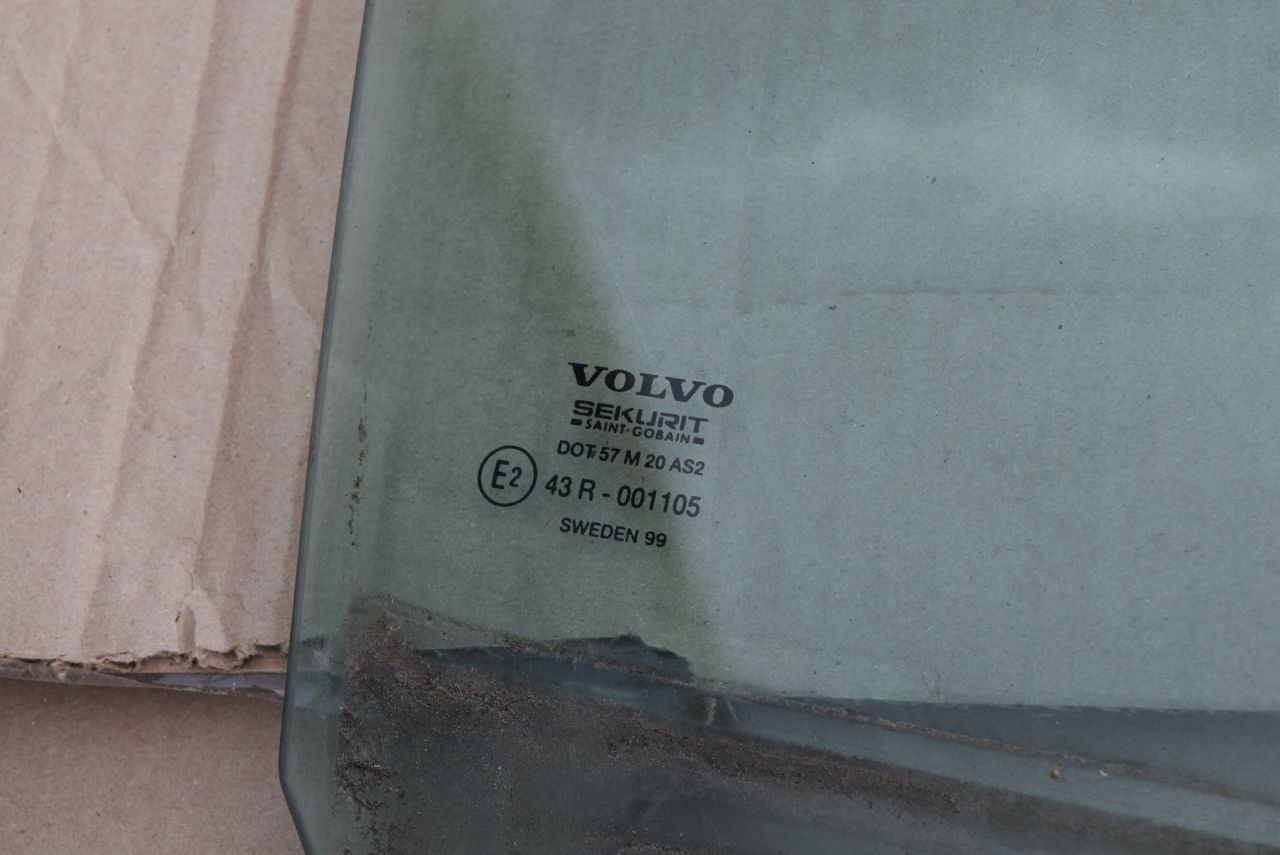 VOLVO
SEKURIT
SAINT-GOBAIN
DOT 57 M 20 AS2
E2 43 R - 001105
SWEDEN 99